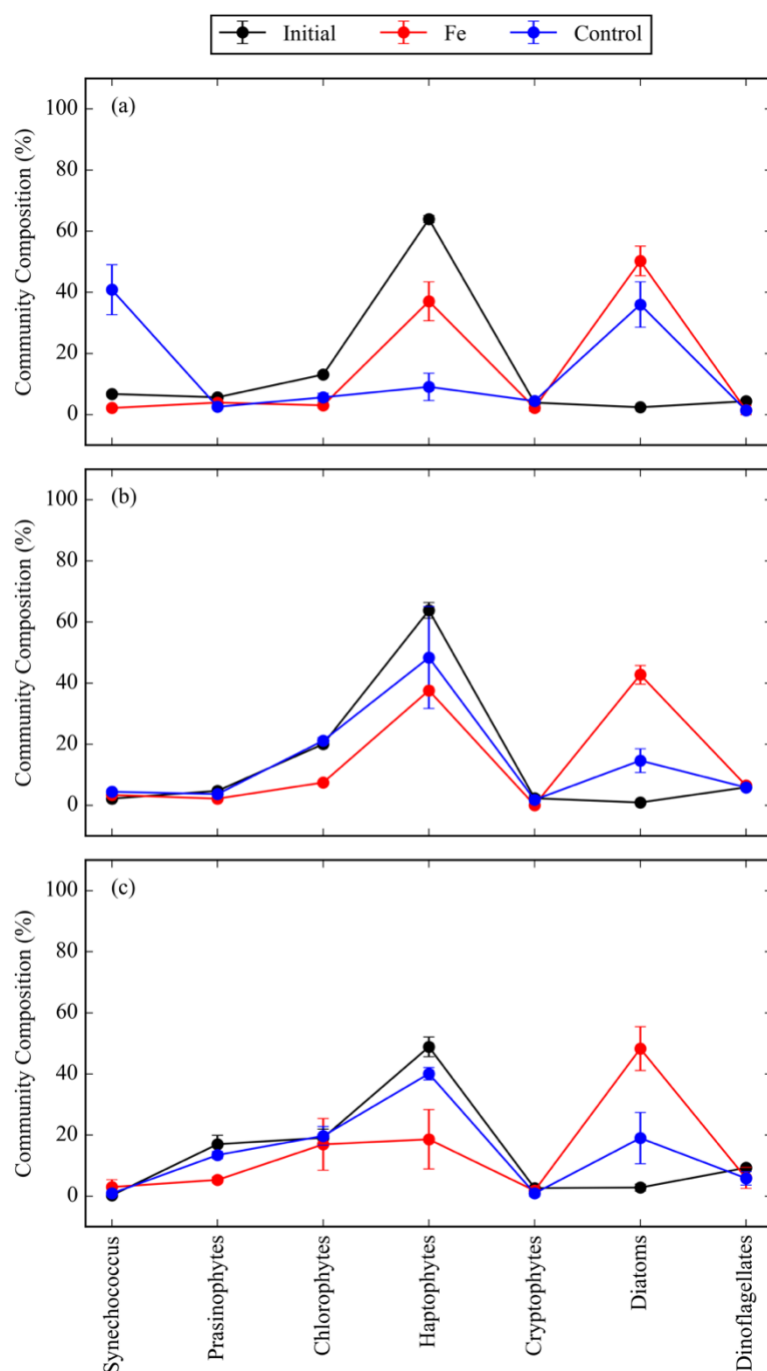 Initial Fe Control
(a)
Community Composition (%)
100
80
60
40
20
0
(b)
Community Composition (%)
100
80
60
40
20
0
(c)
Community Composition (%)
100
80
60
40
20
0
Synechococcus
Prasinophytes
Chlorophytes
Haptophytes
Cryptophytes
Diatoms
Dinoflagellates